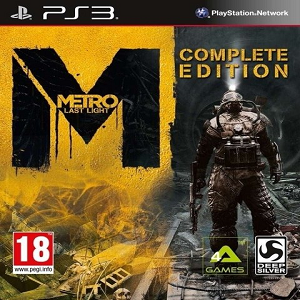 PS3
PlayStation®Network
M
COMPLETE
EDITION
METRO
LAST LIGHT
18
www.pegi.info
4A
GAMES
DEEP
SILVER